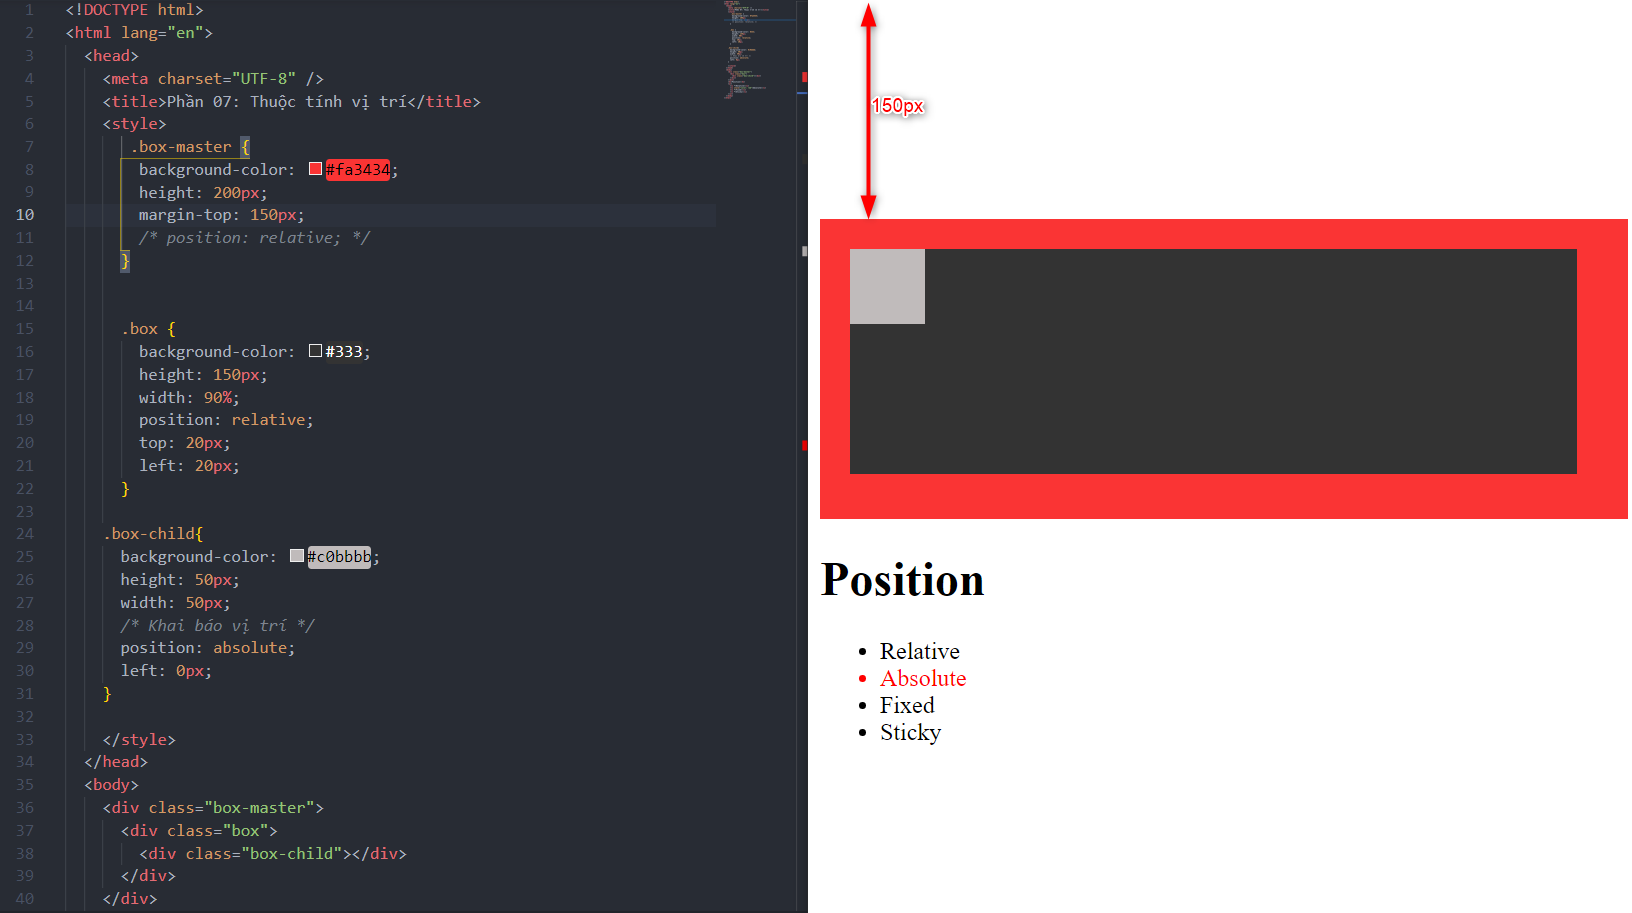 1 <!DOCTYPE html>
2 <html lang="en">
3 <head>
4 <meta charset="UTF-8" />
5 <title>Phần 07: Thuộc tính vị trí</title>
6 <style>
7 .box-master {
8 background-color: #fa3434;
9 height: 200px;
10 margin-top: 150px;
11 /* position: relative; */
12 }
13
14
15 .box {
16 background-color: #333;
17 height: 150px;
18 width: 90%;
19 position: relative;
20 top: 20px;
21 left: 20px;
22 }
23
24 .box-child{
25 background-color: #c0bbbb;
26 height: 50px;
27 width: 50px;
28 /* Khai báo vị trí */
29 position: absolute;
30 left: 0px;
31 }
32
33 </style>
34 </head>
35 <body>
36 <div class="box-master">
37 <div class="box">
38 <div class="box-child"></div>
39 </div>
40 </div>
150px
Position
• Relative
• Absolute
• Fixed
• Sticky